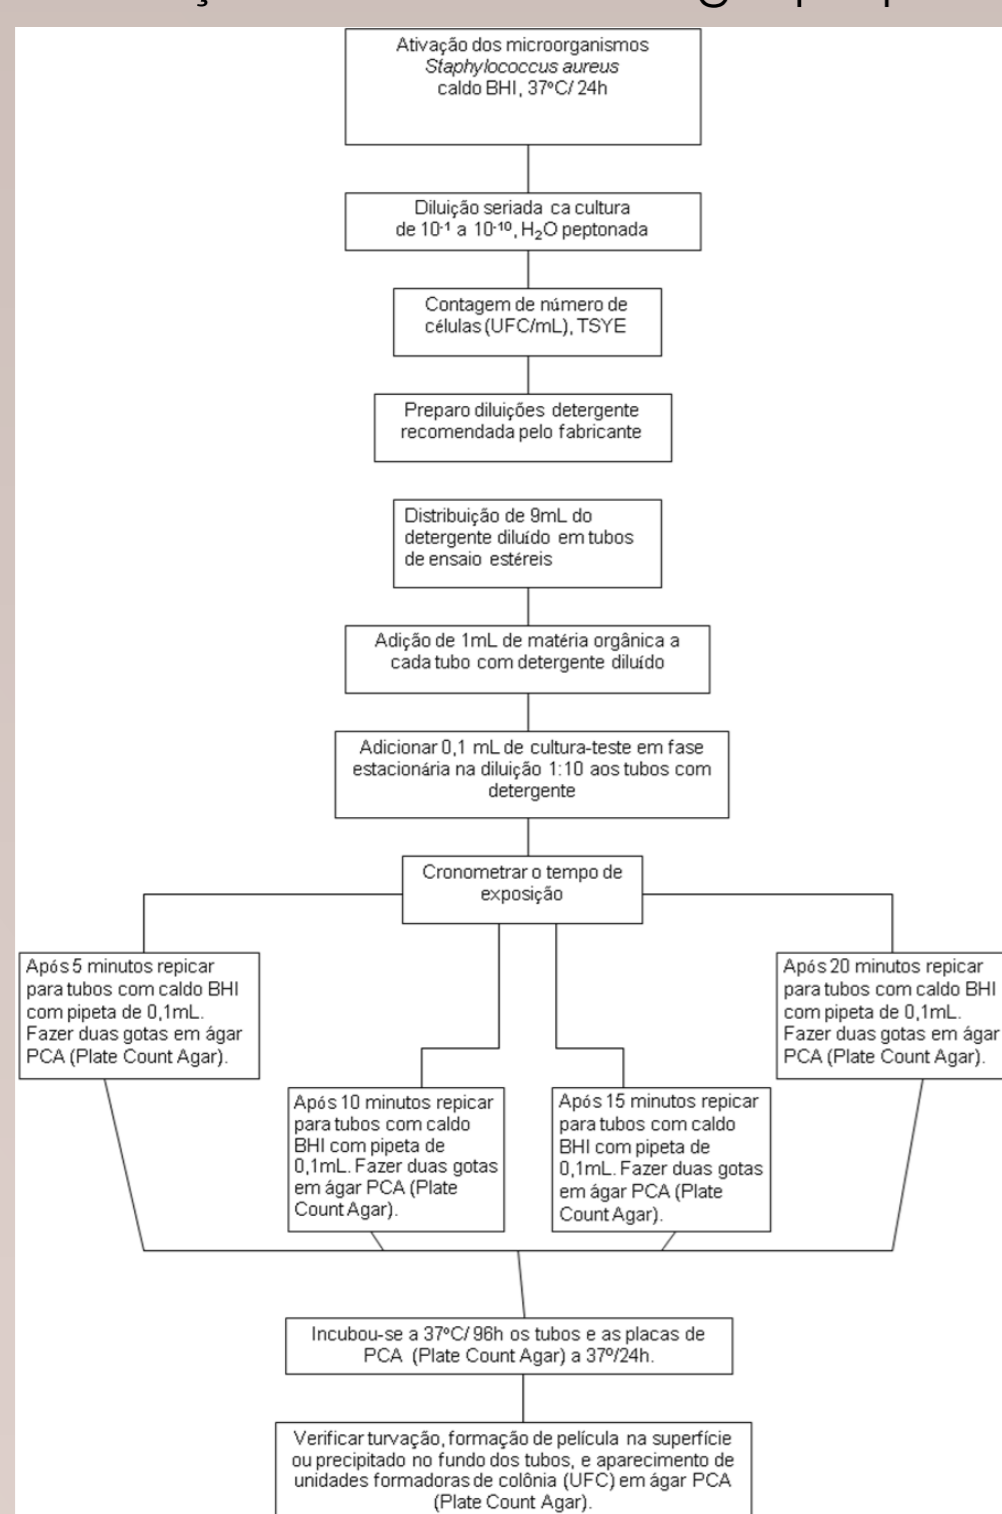 Ativação dos microorganismos
Staphylococcus aureus
caldo BHI, 37ºC/ 24h
Diluição seriada ca cultura
de 10⁻¹ a 10⁻¹⁰, H₂O peptonada
Contagem de número de
células (UFC/mL), TSYE
Preparo diluições detergente
recomendada pelo fabricante
Distribuição de 9mL do
detergente diluído em tubos
de ensaio estéreis
Adição de 1mL de matéria orgânica a
cada tubo com detergente diluído
Adicionar 0,1 mL de cultura-teste em fase
estacionária na diluição 1:10 aos tubos com
detergente
Cronometrar o tempo de
exposição
Após 5 minutos repicar
para tubos com caldo BHI
com pipeta de 0,1mL.
Fazer duas gotas em ágar
PCA (Plate Count Agar).
Após 10 minutos repicar
para tubos com caldo
BHI com pipeta de
0,1mL. Fazer duas gotas
em ágar PCA (Plate
Count Agar).
Após 15 minutos repicar
para tubos com caldo
BHI com pipeta de
0,1mL. Fazer duas gotas
em ágar PCA (Plate
Count Agar).
Após 20 minutos repicar
para tubos com caldo BHI
com pipeta de 0,1mL.
Fazer duas gotas em ágar
PCA (Plate Count Agar).
Incubou-se a 37ºC/ 96h os tubos e as placas de
PCA (Plate Count Agar) a 37º/24h.
Verificar turvação, formação de película na superfície
ou precipitado no fundo dos tubos, e aparecimento de
unidades formadoras de colônia (UFC) em ágar PCA
(Plate Count Agar).